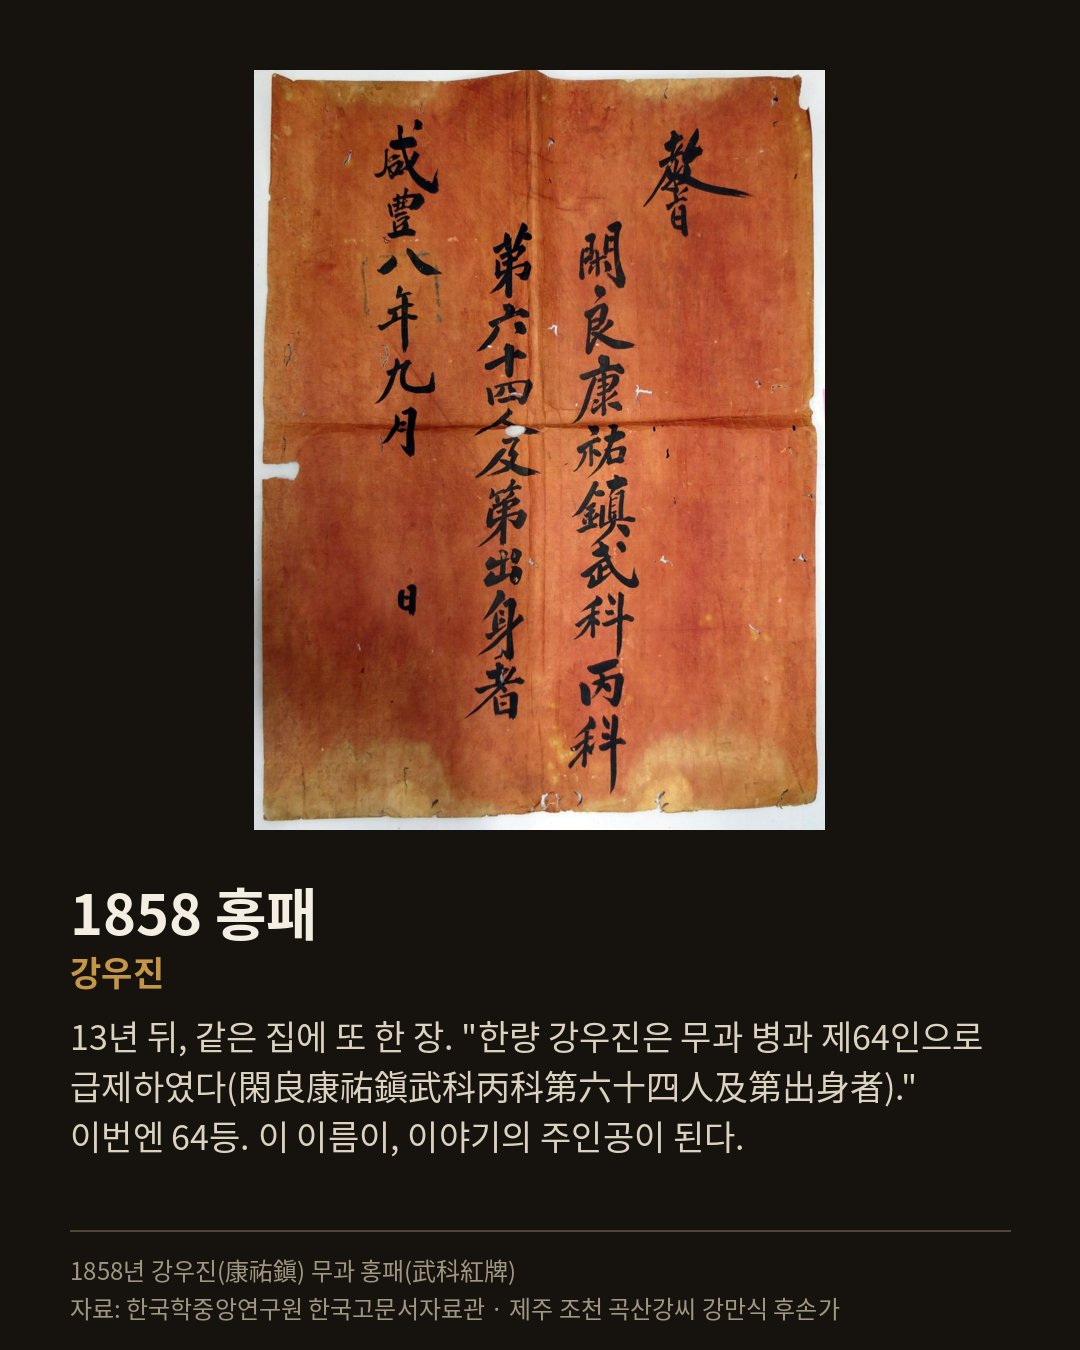 敎旨
閑良康祐鎭武科丙科
第六十四人及第出身者
咸豊八年九月 日
1858 홍패
강우진
13년 뒤, 같은 집에 또 한 장. "한량 강우진은 무과 병과 제64인으로
급제하였다(閑良康祐鎭武科丙科第六十四人及第出身者)."
이번엔 64등. 이 이름이, 이야기의 주인공이 된다.
1858년 강우진(康祐鎭) 무과 홍패(武科紅牌)
자료: 한국학중앙연구원 한국고문서자료관 · 제주 조천 곡산강씨 강만식 후손가